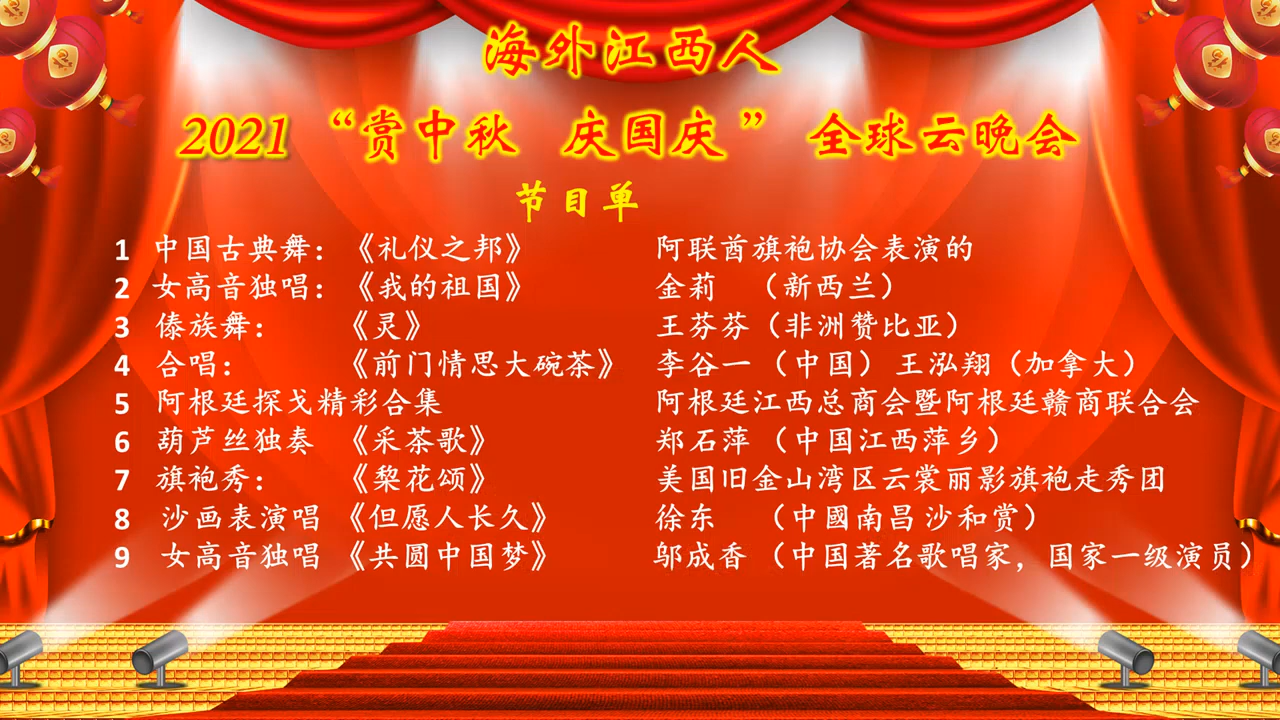 海外江西人
2021 “赏中秋 庆国庆” 全球云晚会
节目单
1 中国古典舞：《礼仪之邦》 阿联酋旗袍协会表演的
2 女高音独唱：《我的祖国》 金莉 （新西兰）
3 傣族舞： 《灵》 王芬芬（非洲赞比亚）
4 合唱： 《前门情思大碗茶》 李谷一（中国）王泓翔（加拿大）
5 阿根廷探戈精彩合集 阿根廷江西总商会暨阿根廷赣商联合会
6 葫芦丝独奏 《采茶歌》 郑石萍（中国江西萍乡）
7 旗袍秀： 《梨花颂》 美国旧金山湾区云裳丽影旗袍走秀团
8 沙画表演唱 《但愿人长久》 徐东 （中國南昌沙和赏）
9 女高音独唱 《共圆中国梦》 邬成香（中国著名歌唱家，国家一级演员）